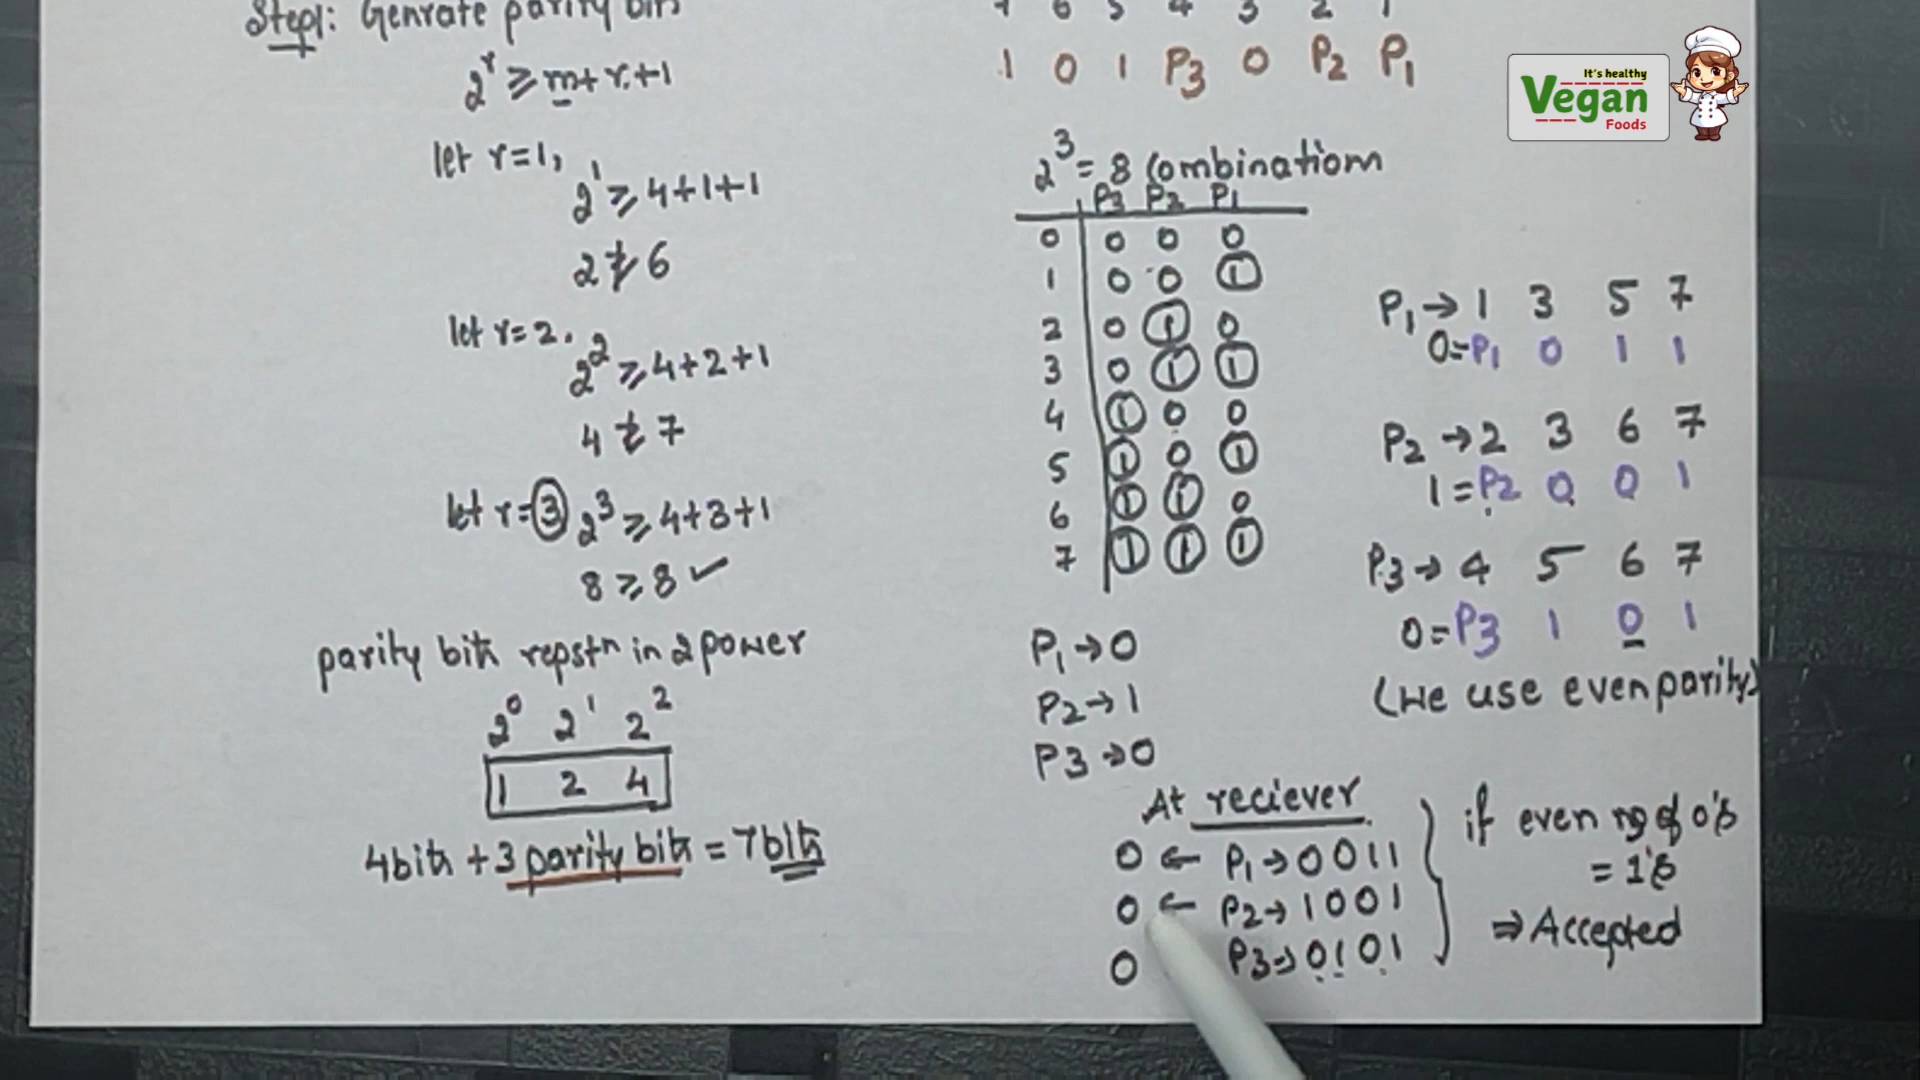 Step1: Genrate parity bits
2^r ≥ m + r + 1
let r=1,
2^1 ≥ 4+1+1
2 ≱ 6
let r=2,
2^2 ≥ 4+2+1
4 ≱ 7
let r=3 2^3 ≥ 4+3+1
8 ≥ 8 ✓
parity bits repstn in 2 power
2^0 2^1 2^2
1 2 4
4bits + 3 parity bits = 7bits
7 6 5 4 3 2 1
1 0 1 P3 0 P2 P1
2^3 = 8 Combinations
P3 P2 P1
0 0 0 0
1 0 0 1
2 0 1 0
3 0 1 1
4 1 0 0
5 1 0 1
6 1 1 0
7 1 1 1
P1→0
P2→1
P3→0
P1→1 3 5 7
0=P1 0 1 1
P2→2 3 6 7
1=P2 0 0 1
P3→4 5 6 7
0=P3 1 0 1
(We use even parity)
At reciever
0 ← P1→0011
0 ← P2→1001
0 P3→0101
if even no of 0's
= 1's
⇒ Accepted
It's healthy
Vegan
Foods